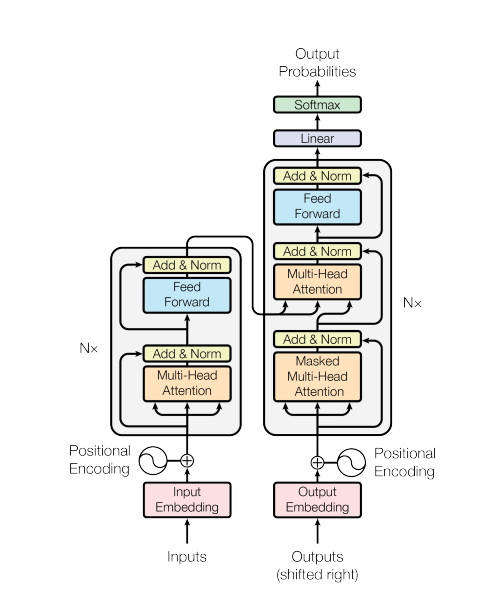 Output
Probabilities
Softmax
Linear
Add & Norm
Feed
Forward
Add & Norm
Multi-Head
Attention
Add & Norm
Masked
Multi-Head
Attention
N×
Add & Norm
Feed
Forward
Add & Norm
Multi-Head
Attention
N×
Positional
Encoding
Input
Embedding
Inputs
Positional
Encoding
Output
Embedding
Outputs
(shifted right)